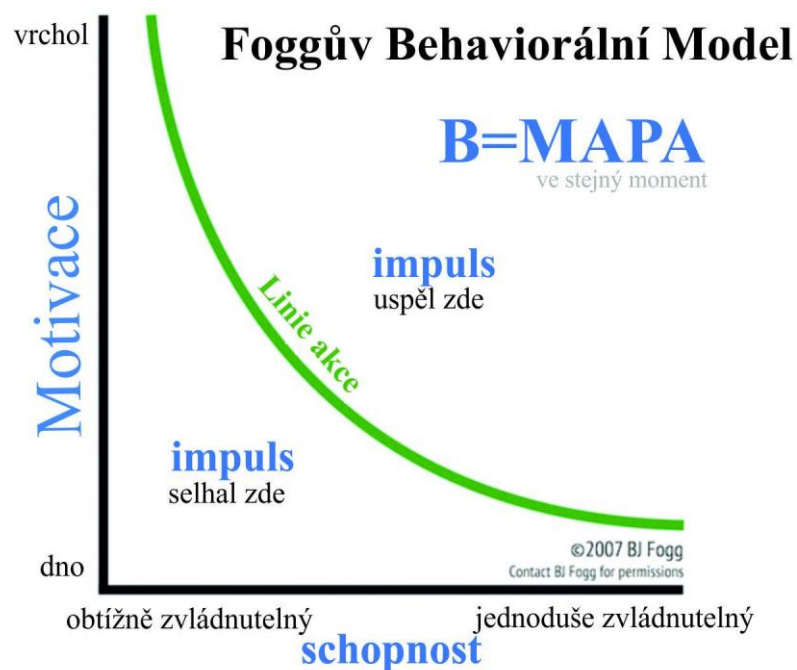 vrchol
Foggův Behaviorální Model
B=MAPA
ve stejný moment
Motivace
impuls
uspěl zde
Linie akce
impuls
selhal zde
©2007 BJ Fogg
Contact BJ Fogg for permissions
dno
obtížně zvládnutelný
jednoduše zvládnutelný
schopnost